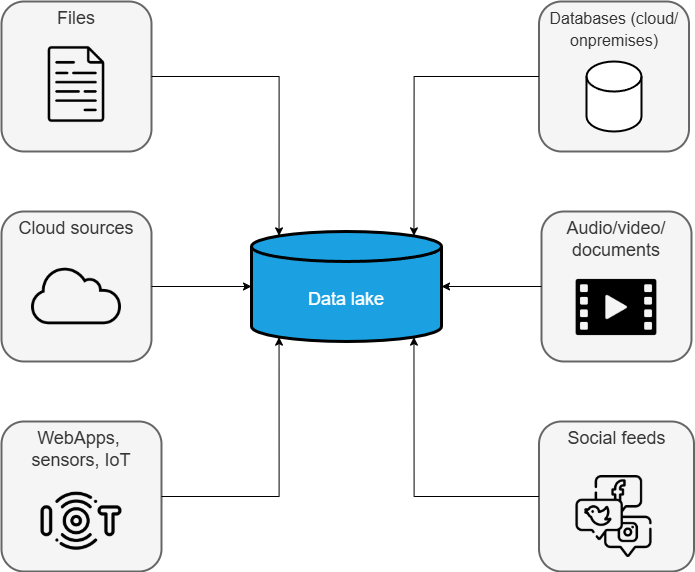 Files
Databases (cloud/
onpremises)
Cloud sources
Data lake
Audio/video/
documents
WebApps,
sensors, IoT
IOT
Social feeds